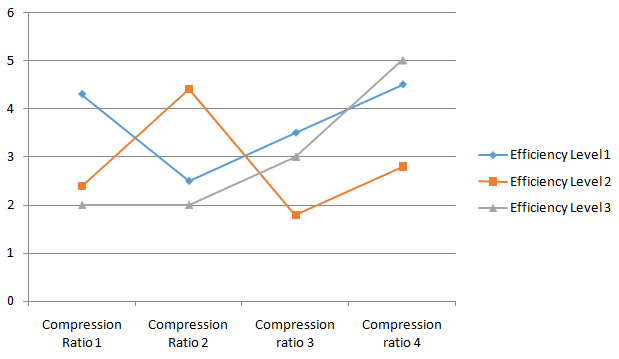 6
5
4
3
2
1
0
Compression
Ratio 1
Compression
Ratio 2
Compression
ratio 3
Compression
ratio 4
Efficiency Level 1
Efficiency Level 2
Efficiency Level 3